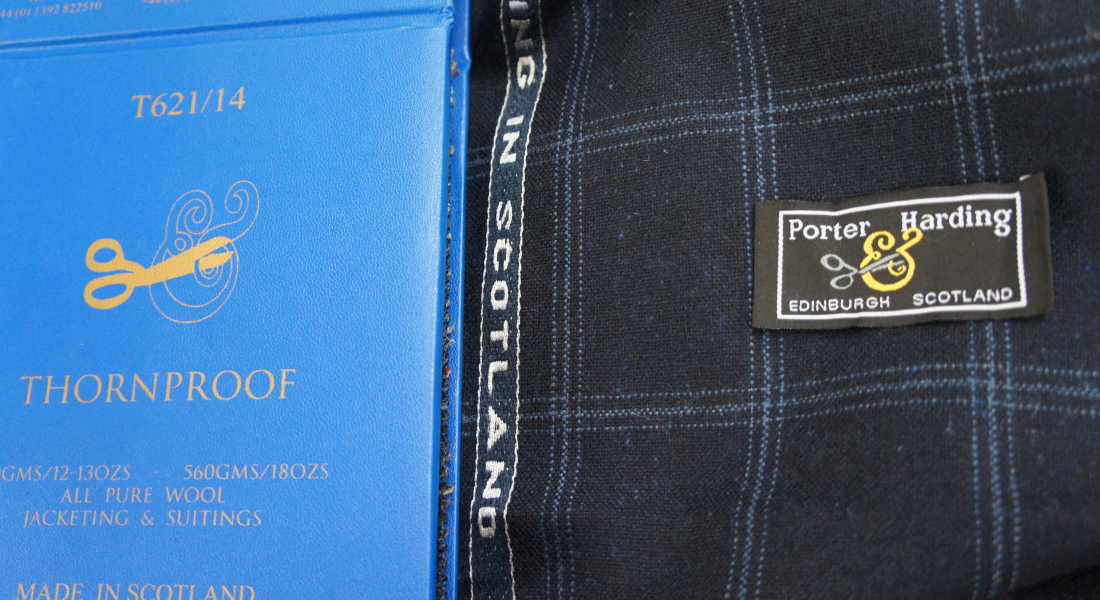 T621/14
THORNPROOF
GMS/12-13OZS - 560GMS/18OZS
ALL PURE WOOL
JACKETING & SUITINGS
MADE IN SCOTLAND
ING IN SCOTLAND
Porter & Harding
EDINBURGH SCOTLAND